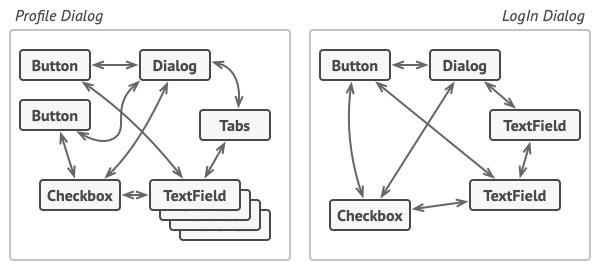 Profile Dialog
Button
Dialog
Button
Tabs
Checkbox
TextField
LogIn Dialog
Button
Dialog
TextField
TextField
Checkbox